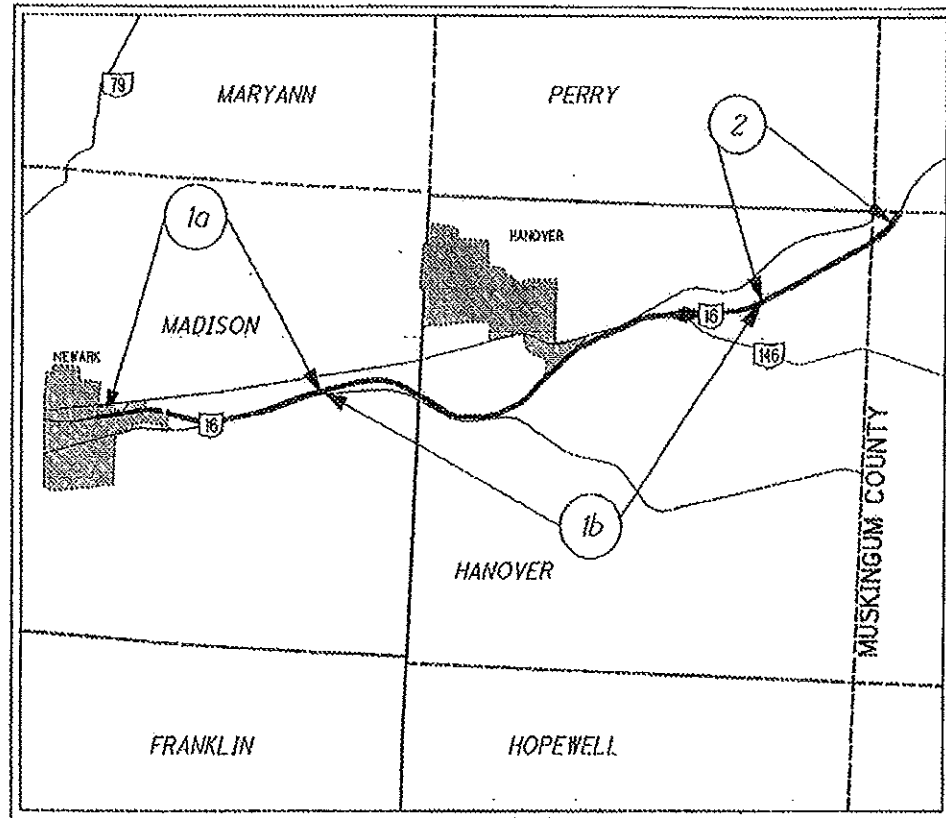 79
MARYANN
PERRY
2
1a
HANOVER
MADISON
16
146
NEWARK
16
MUSKINGUM COUNTY
1b
HANOVER
FRANKLIN
HOPEWELL